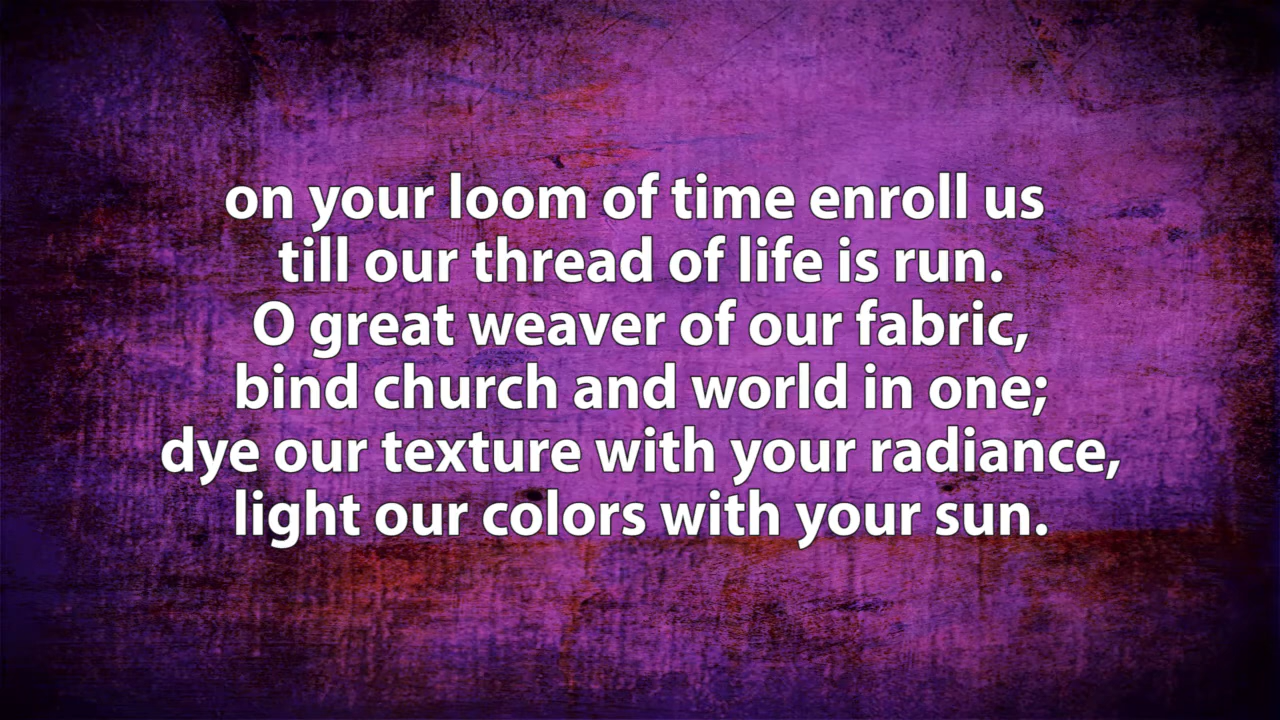 on your loom of time enroll us
till our thread of life is run.
O great weaver of our fabric,
bind church and world in one;
dye our texture with your radiance,
light our colors with your sun.